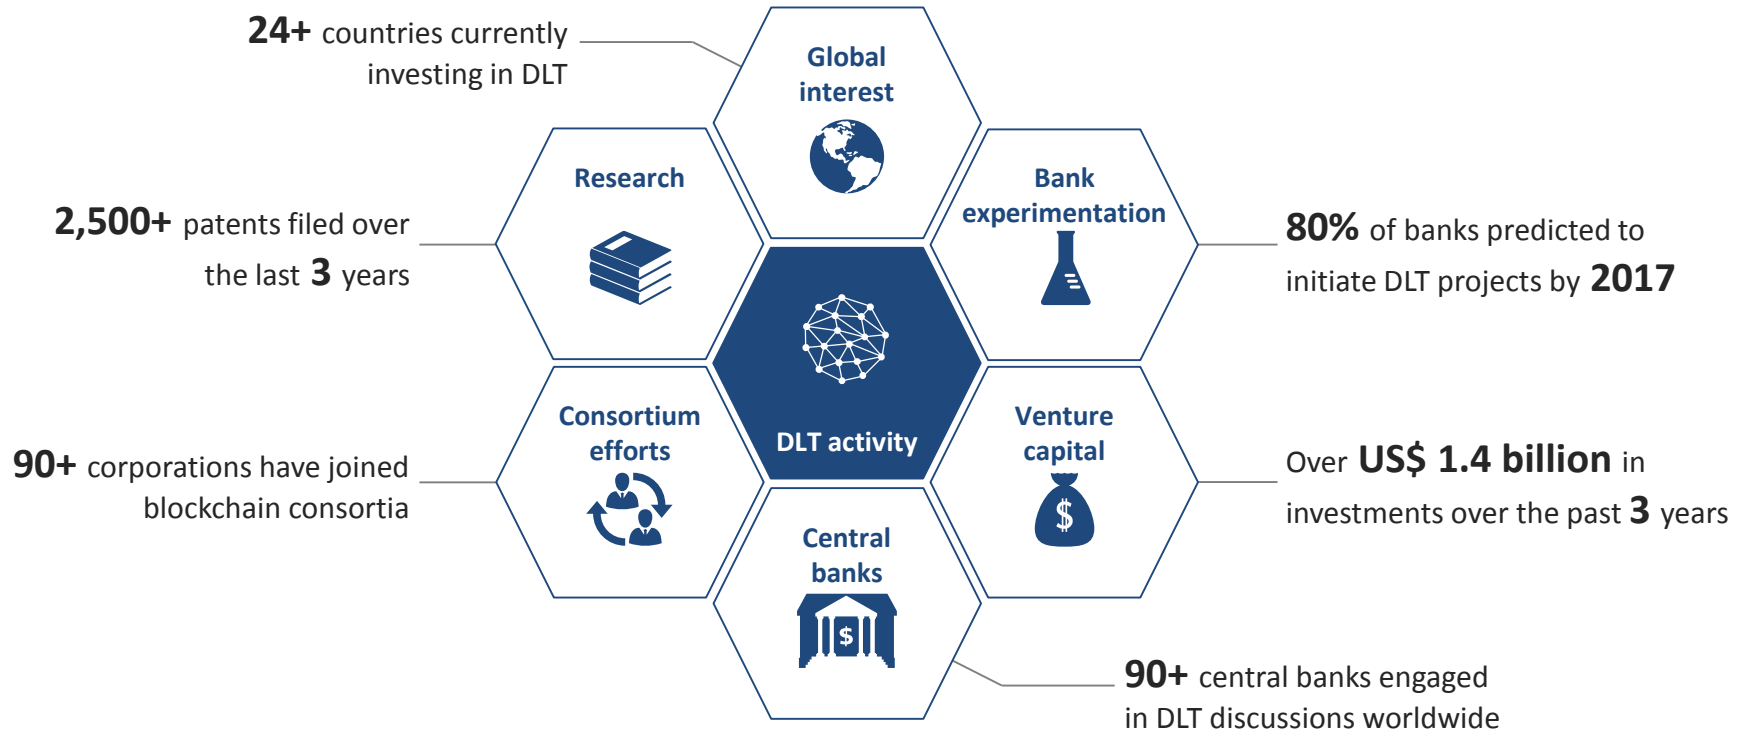 24+ countries currently
investing in DLT
Global
interest
Research
2,500+ patents filed over
the last 3 years
Bank
experimentation
80% of banks predicted to
initiate DLT projects by 2017
DLT activity
Consortium
efforts
90+ corporations have joined
blockchain consortia
Venture
capital
$
Over US$ 1.4 billion in
investments over the past 3 years
Central
banks
$
90+ central banks engaged
in DLT discussions worldwide